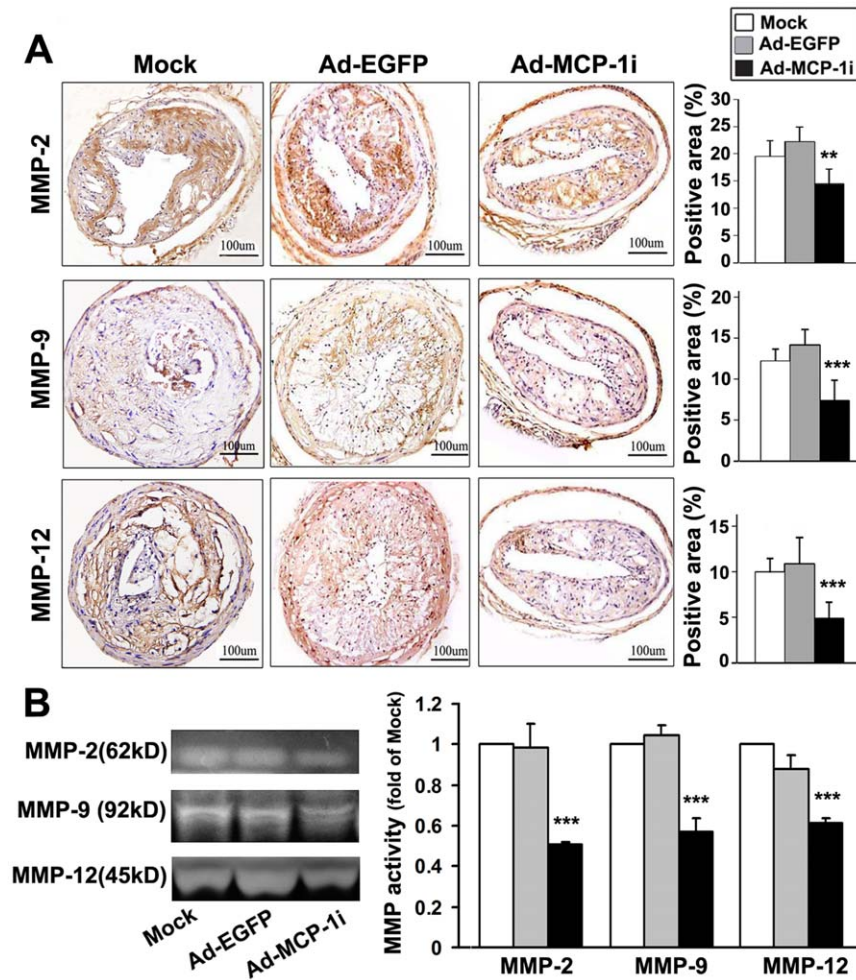 Mock
Ad-EGFP
Ad-MCP-1i
A
Mock Ad-EGFP Ad-MCP-1i
MMP-2
100um 100um 100um
Positive area (%)
30
25
20
15
10
5
0
**
MMP-9
100um 100um 100um
Positive area (%)
20
15
10
5
0
***
MMP-12
100um 100um 100um
Positive area (%)
15
10
5
0
***
B
MMP-2(62kD)
MMP-9 (92kD)
MMP-12(45kD)
Mock Ad-EGFP Ad-MCP-1i
MMP activity (fold of Mock)
1.2
1
0.8
0.6
0.4
0.2
0
*** *** ***
MMP-2 MMP-9 MMP-12